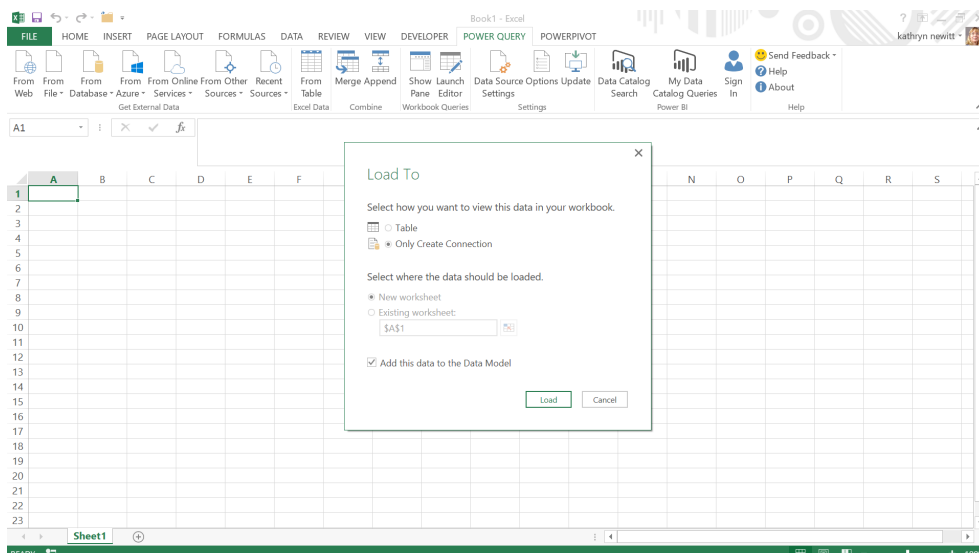 Book1 - Excel
FILE HOME INSERT PAGE LAYOUT FORMULAS DATA REVIEW VIEW DEVELOPER POWER QUERY POWERPIVOT kathryn newitt
From Web From File From Database From Azure From Online Services From Other Sources Recent Sources From Table Merge Append Show Pane Launch Editor Data Source Settings Options Update Data Catalog Search My Data Catalog Queries Sign In Send Feedback
Help
About
Get External Data Excel Data Combine Workbook Queries Settings Power BI Help
A1 fx
Load To
A B C D E F N O P Q R S
1
Select how you want to view this data in your workbook.
2
3
Table
4
Only Create Connection
5
6
Select where the data should be loaded.
7
8
New worksheet
9
Existing worksheet:
10
$A$1
11
12
Add this data to the Data Model
13
14
15
Load Cancel
16
17
18
19
20
21
22
23
Sheet1